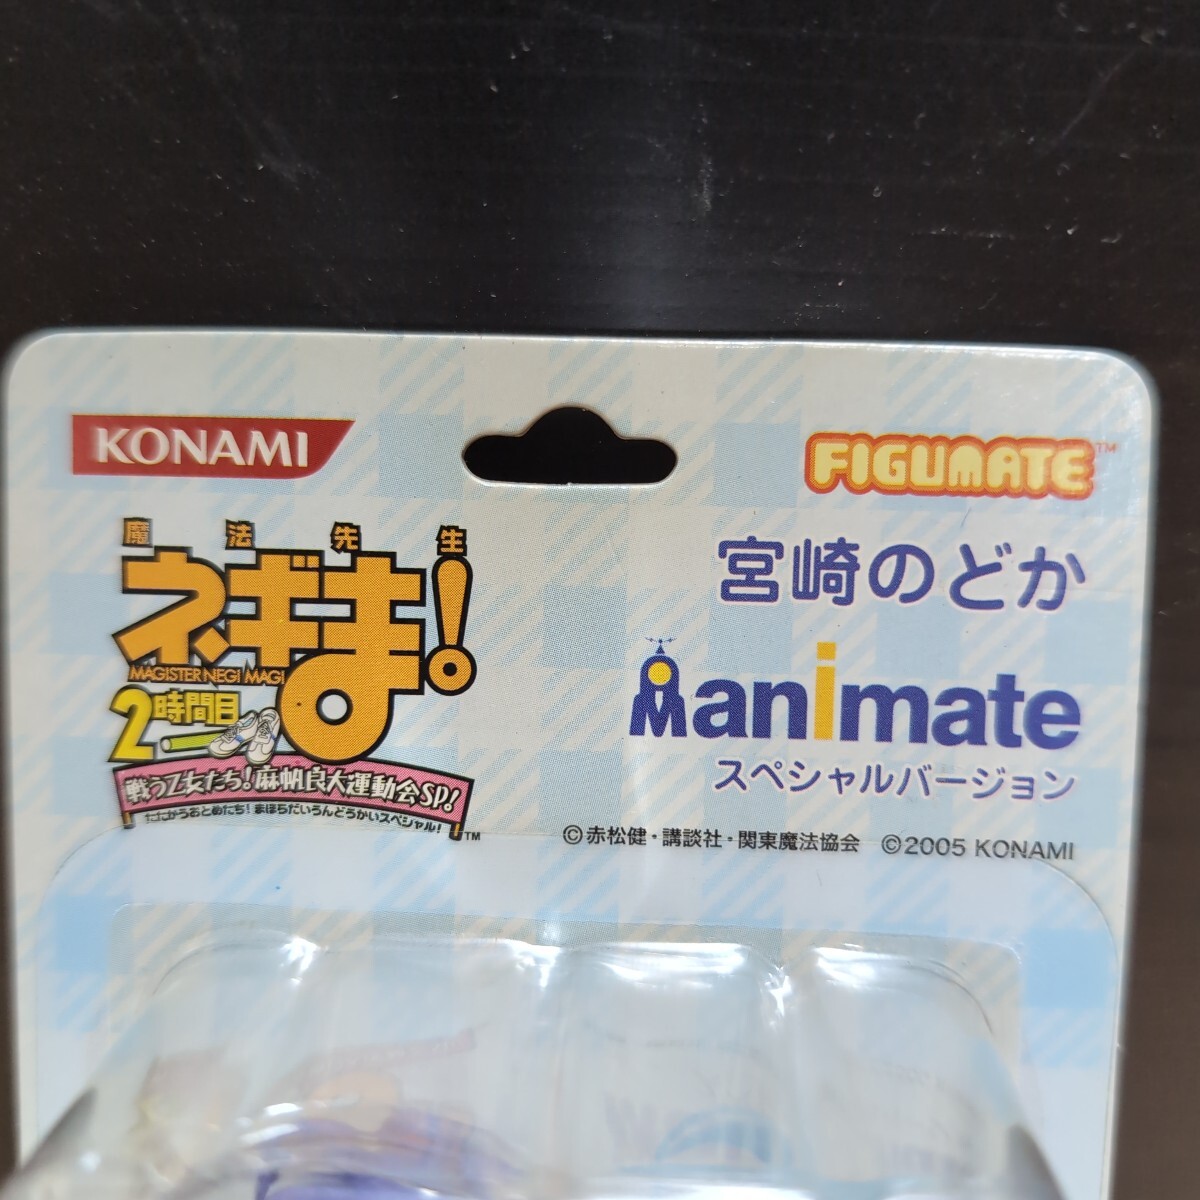 KONAMI
FIGUMATE™
魔法先生
ネギま!
MAGISTER NEGI MAGI
2時間目
戦う乙女たち!麻帆良大運動会SP!
たたかうおとめたち!まほらだいうんどうかいスペシャル!
™
宮崎のどか
animate
スペシャルバージョン
©赤松健・講談社・関東魔法協会 ©2005 KONAMI